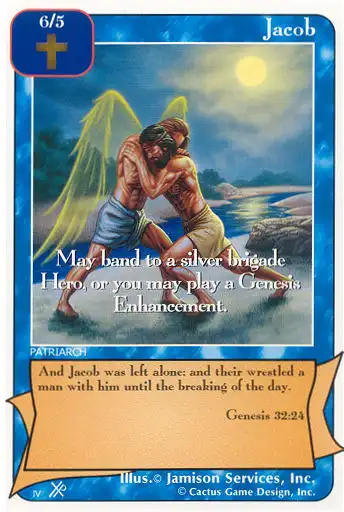 6/5
Jacob
May band to a silver brigade
Hero, or you may play a Genesis
Enhancement.
PATRIARCH
And Jacob was left alone; and their wrestled a
man with him until the breaking of the day.
Genesis 32:24
IV
Illus.© Jamison Services, Inc.
© Cactus Game Design, Inc.